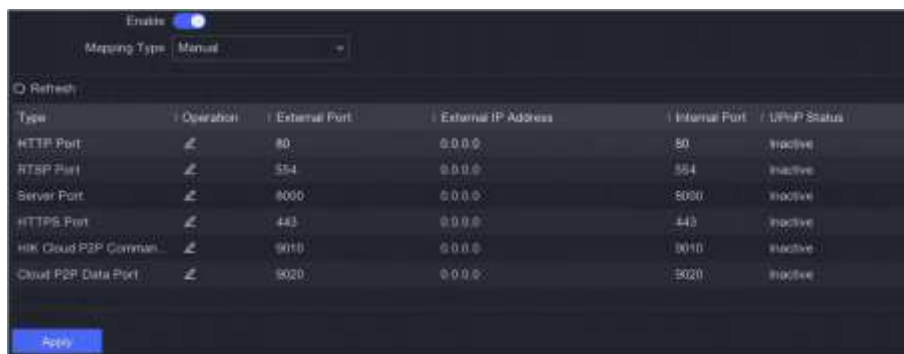 Enable
Mapping Type Manual
Refresh
Type Operation External Port External IP Address Internal Port UPnP Status
HTTP Port 80 0.0.0.0 80 Inactive
RTSP Port 554 0.0.0.0 554 Inactive
Server Port 8000 0.0.0.0 8000 Inactive
HTTPS Port 443 0.0.0.0 443 Inactive
HIK Cloud P2P Comman... 9010 0.0.0.0 9010 Inactive
Cloud P2P Data Port 9020 0.0.0.0 9020 Inactive
Apply